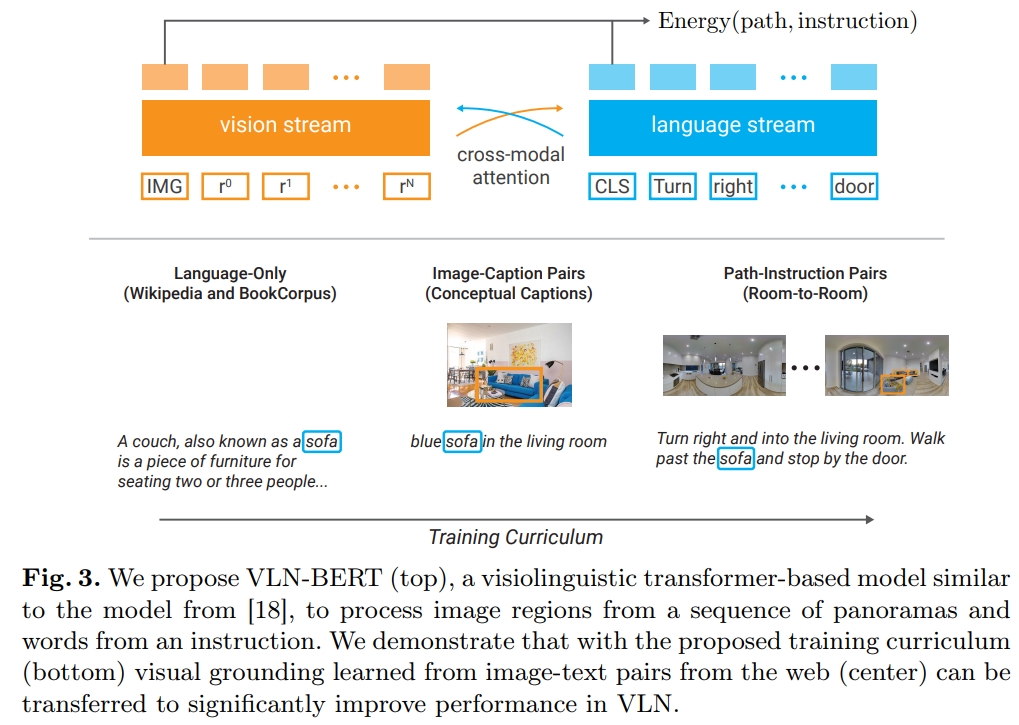 Energy(path, instruction)
vision stream
language stream
cross-modal
attention
IMG r⁰ r¹ ••• rᴺ
CLS Turn right ••• door
Language-Only
(Wikipedia and BookCorpus)
Image-Caption Pairs
(Conceptual Captions)
Path-Instruction Pairs
(Room-to-Room)
A couch, also known as a sofa
is a piece of furniture for
seating two or three people...
blue sofa in the living room
Turn right and into the living room. Walk
past the sofa and stop by the door.
Training Curriculum
Fig. 3. We propose VLN-BERT (top), a visiolinguistic transformer-based model similar
to the model from [18], to process image regions from a sequence of panoramas and
words from an instruction. We demonstrate that with the proposed training curriculum
(bottom) visual grounding learned from image-text pairs from the web (center) can be
transferred to significantly improve performance in VLN.